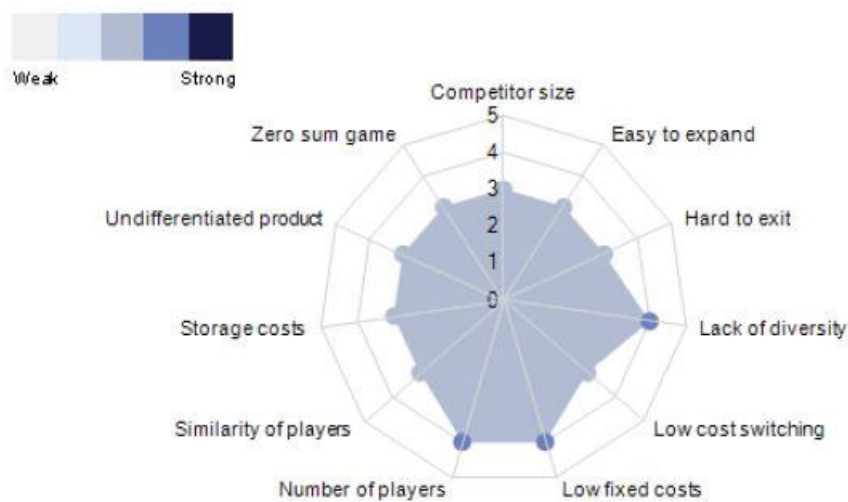 Weak Strong
Competitor size
Zero sum game
Easy to expand
Undifferentiated product
Hard to exit
Storage costs
Lack of diversity
Similarity of players
Low cost switching
Number of players
Low fixed costs
5
4
3
2
1
0